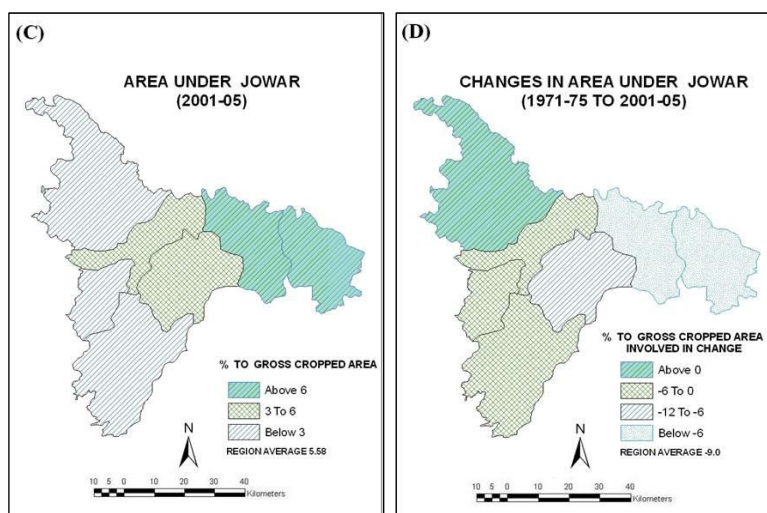 (C)
AREA UNDER JOWAR
(2001-05)
% TO GROSS CROPPED AREA
Above 6
3 To 6
Below 3
REGION AVERAGE 5.58
N
10 5 0 10 20 30 40
Kilometers
(D)
CHANGES IN AREA UNDER JOWAR
(1971-75 TO 2001-05)
% TO GROSS CROPPED AREA
INVOLVED IN CHANGE
Above 0
-6 To 0
-12 To -6
Below -6
REGION AVERAGE -9.0
N
10 5 0 10 20 30 40
Kilometers